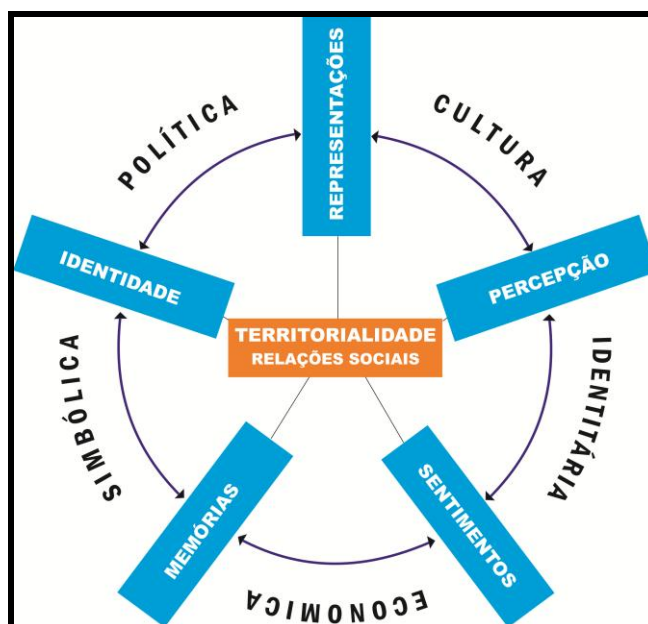 REPRESENTAÇÕES
CULTURA
PERCEPÇÃO
IDENTITÁRIA
SENTIMENTOS
ECONOMICA
MEMÓRIAS
SIMBÓLICA
IDENTIDADE
POLÍTICA
TERRITORIALIDADE
RELAÇÕES SOCIAIS